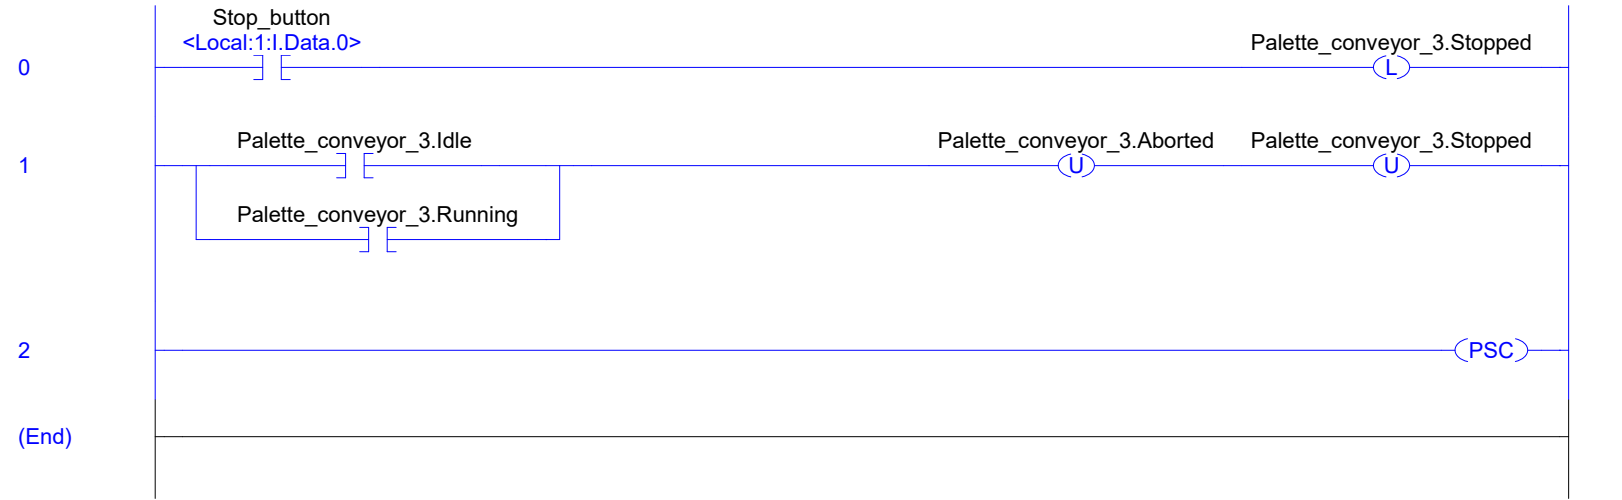 Stop_button
<Local:1:I.Data.0>
Palette_conveyor_3.Stopped
0
L
Palette_conveyor_3.Idle
Palette_conveyor_3.Aborted
Palette_conveyor_3.Stopped
1
U
U
Palette_conveyor_3.Running
2
PSC
(End)